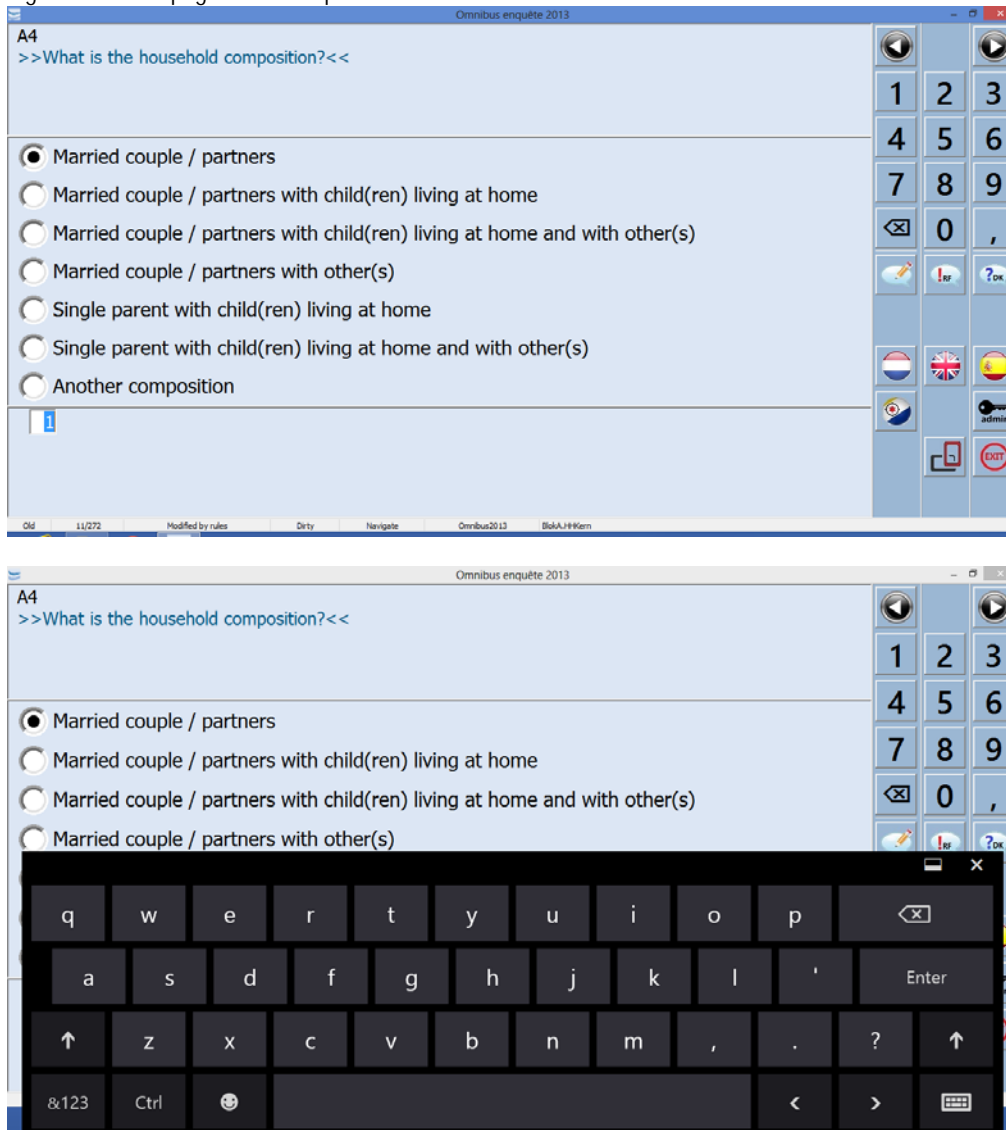 Omnibus enquête 2013
A4
>>What is the household composition?<<
1 2 3
4 5 6
7 8 9
0 ,
!RF ?DK
admin
EXIT
Married couple / partners
Married couple / partners with child(ren) living at home
Married couple / partners with child(ren) living at home and with other(s)
Married couple / partners with other(s)
Single parent with child(ren) living at home
Single parent with child(ren) living at home and with other(s)
Another composition
1
Old 11/272 Modified by rules Dirty Navigate Omnibus2013 BlokA.HHKern
Omnibus enquête 2013
A4
>>What is the household composition?<<
1 2 3
4 5 6
7 8 9
0 ,
!RF ?DK
Married couple / partners
Married couple / partners with child(ren) living at home
Married couple / partners with child(ren) living at home and with other(s)
Married couple / partners with other(s)
q w e r t y u i o p
a s d f g h j k l ' Enter
z x c v b n m , . ?
&123 Ctrl < >